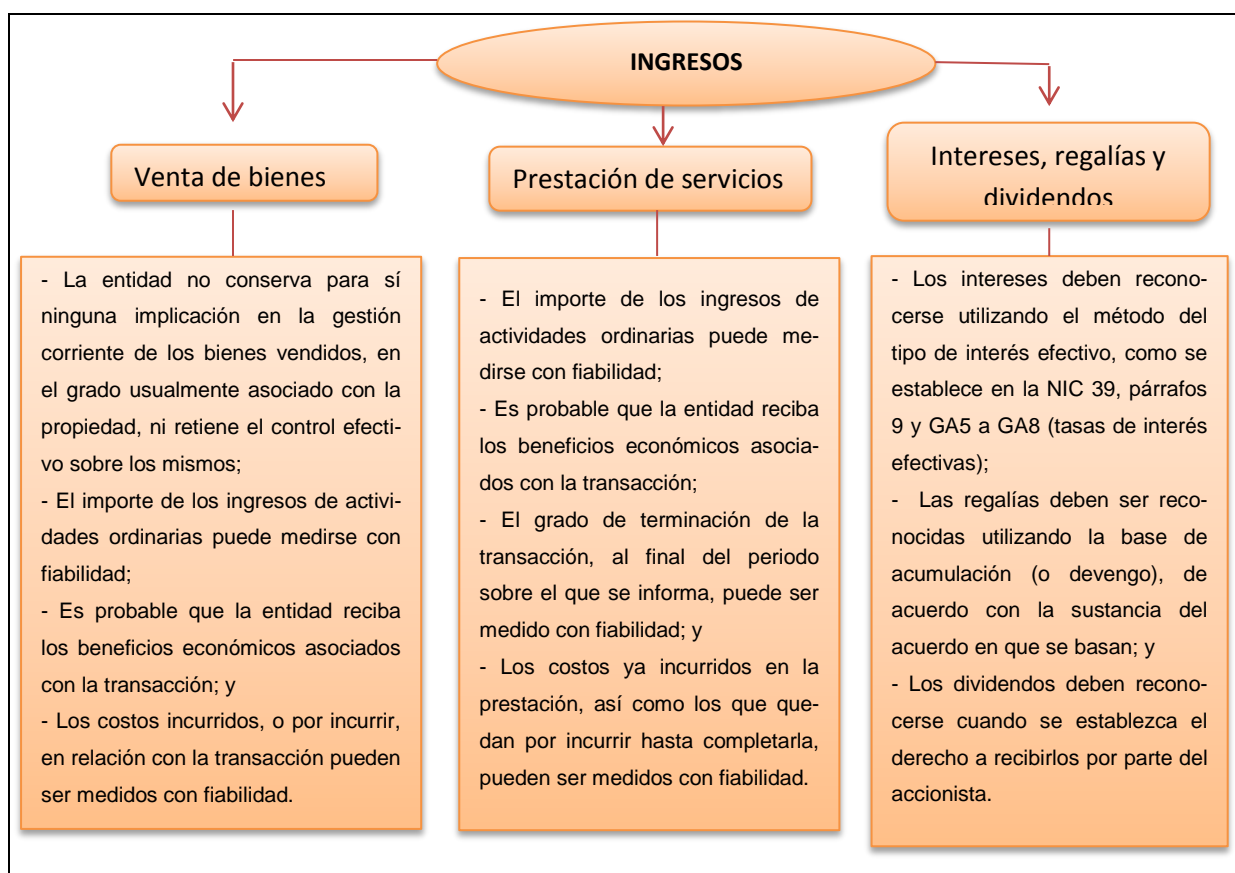 INGRESOS
Venta de bienes
Prestación de servicios
Intereses, regalías y
dividendos
- La entidad no conserva para sí
ninguna implicación en la gestión
corriente de los bienes vendidos, en
el grado usualmente asociado con la
propiedad, ni retiene el control efecti-
vo sobre los mismos;
- El importe de los ingresos de activi-
dades ordinarias puede medirse con
fiabilidad;
- Es probable que la entidad reciba
los beneficios económicos asociados
con la transacción; y
- Los costos incurridos, o por incurrir,
en relación con la transacción pueden
ser medidos con fiabilidad.
- El importe de los ingresos de
actividades ordinarias puede me-
dirse con fiabilidad;
- Es probable que la entidad reciba
los beneficios económicos asocia-
dos con la transacción;
- El grado de terminación de la
transacción, al final del periodo
sobre el que se informa, puede ser
medido con fiabilidad; y
- Los costos ya incurridos en la
prestación, así como los que que-
dan por incurrir hasta completarla,
pueden ser medidos con fiabilidad.
- Los intereses deben recono-
cerse utilizando el método del
tipo de interés efectivo, como se
establece en la NIC 39, párrafos
9 y GA5 a GA8 (tasas de interés
efectivas);
- Las regalías deben ser reco-
nocidas utilizando la base de
acumulación (o devengo), de
acuerdo con la sustancia del
acuerdo en que se basan; y
- Los dividendos deben recono-
cerse cuando se establezca el
derecho a recibirlos por parte del
accionista.